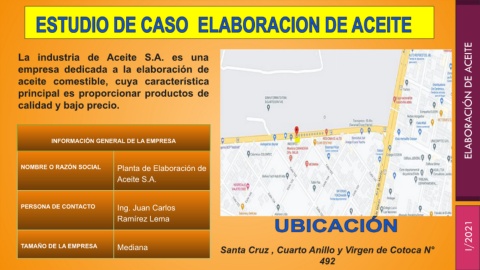 ESTUDIO DE CASO ELABORACION DE ACEITE
La industria de Aceite S.A. es una
empresa dedicada a la elaboración de
aceite comestible, cuya característica
principal es proporcionar productos de
calidad y bajo precio.
INFORMACIÓN GENERAL DE LA EMPRESA
NOMBRE O RAZÓN SOCIAL
Planta de Elaboración de
Aceite S.A.
PERSONA DE CONTACTO
Ing. Juan Carlos
Ramírez Lema
TAMAÑO DE LA EMPRESA
Mediana
UBICACIÓN
Santa Cruz , Cuarto Anillo y Virgen de Cotoca N°
492
ELABORACIÓN DE ACEITE
I/2021